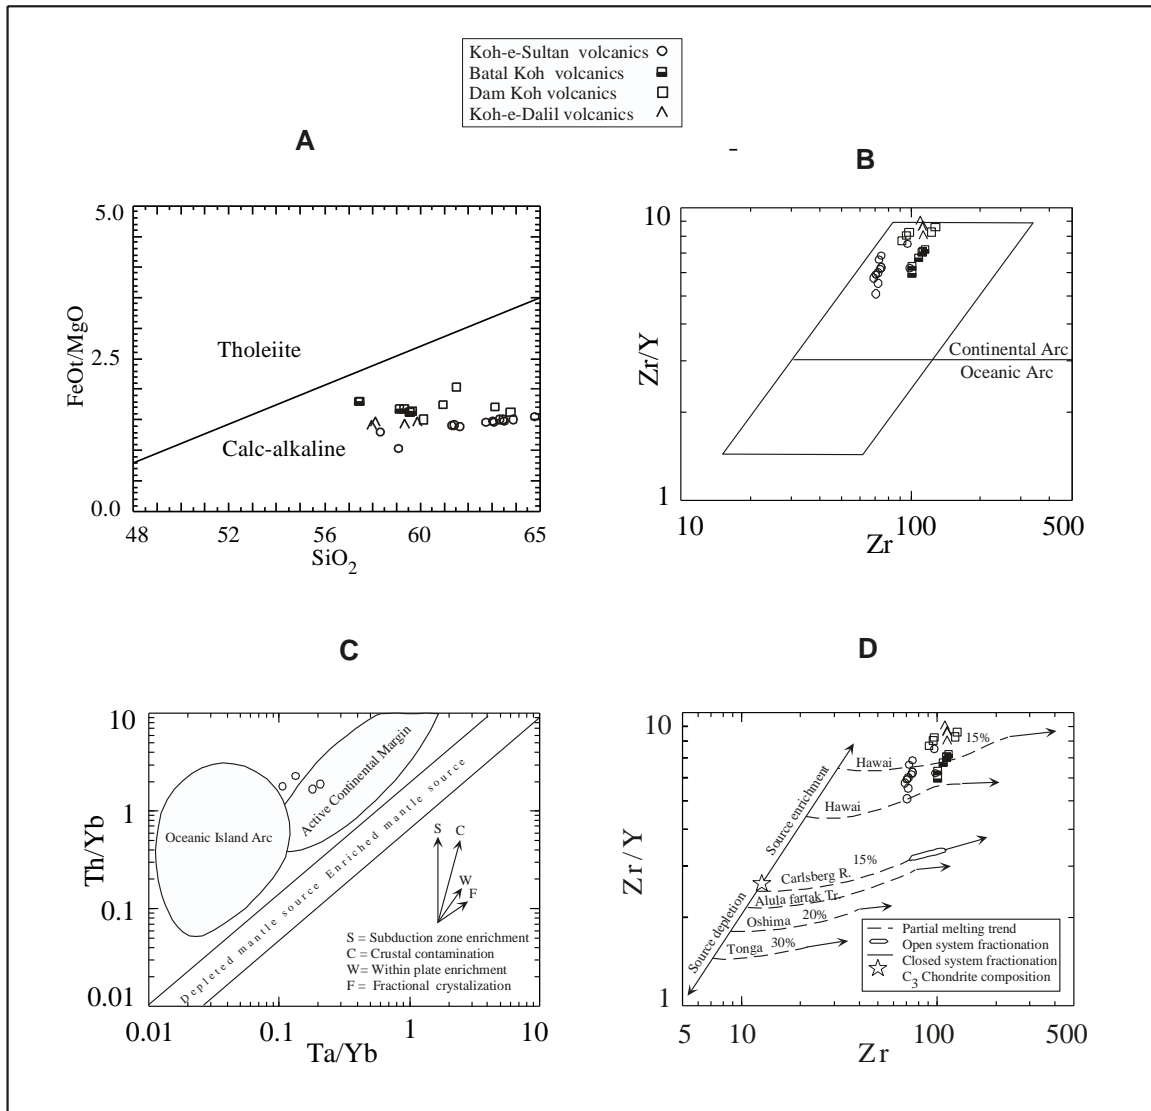 Koh-e-Sultan volcanics
Batal Koh volcanics
Dam Koh volcanics
Koh-e-Dalil volcanics
A
5.0
2.5
0.0
FeOt/MgO
Tholeiite
Calc-alkaline
48
52
56
60
65
SiO2
B
10
1
Zr/Y
Continental Arc
Oceanic Arc
10
100
500
Zr
C
10
1
0.1
0.01
Th/Yb
Oceanic Island Arc
Active Continental Margin
Depleted mantle source Enriched mantle source
S
C
W
F
S = Subduction zone enrichment
C = Crustal contamination
W= Within plate enrichment
F = Fractional crystalization
0.01
0.1
1
10
Ta/Yb
D
10
1
Zr/Y
Source enrichment
Source depletion
Hawai
15%
Hawai
15%
Carlsberg R.
Alula fartak Tr.
Oshima 20%
Tonga 30%
Partial melting trend
Open system fractionation
Closed system fractionation
C3 Chondrite composition
5
10
100
500
Zr